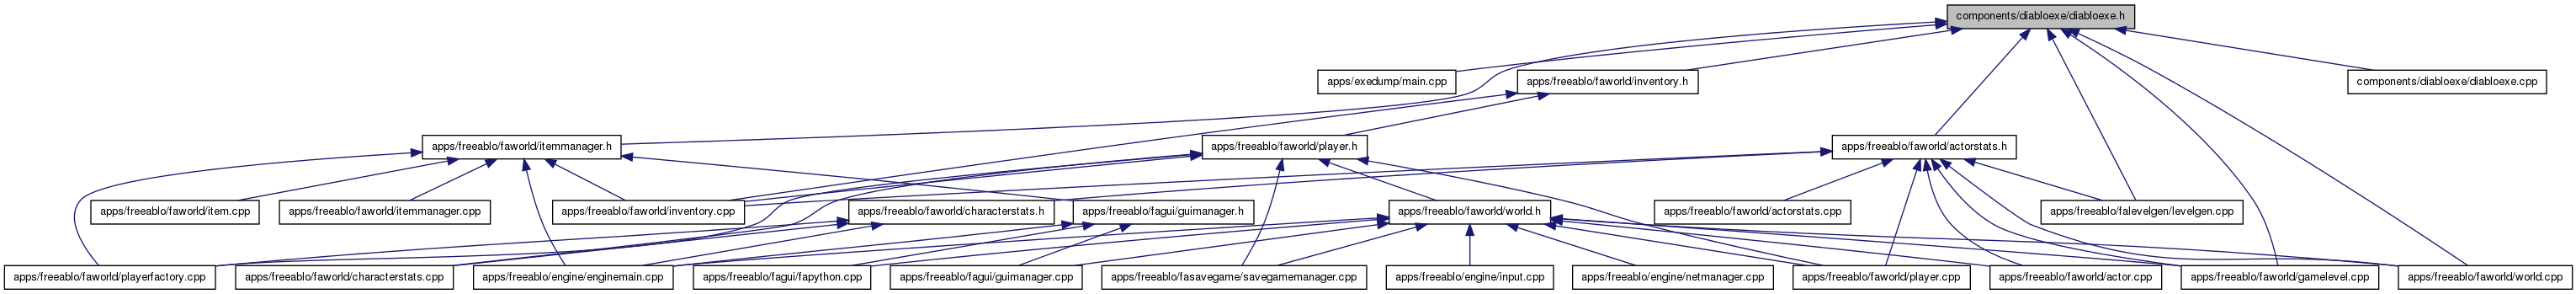 components/diabloexe/diabloexe.h
apps/exedump/main.cpp
apps/freeablo/faworld/inventory.h
components/diabloexe/diabloexe.cpp
apps/freeablo/faworld/itemmanager.h
apps/freeablo/faworld/player.h
apps/freeablo/faworld/actorstats.h
apps/freeablo/faworld/item.cpp
apps/freeablo/faworld/itemmanager.cpp
apps/freeablo/faworld/inventory.cpp
apps/freeablo/faworld/characterstats.h
apps/freeablo/fagui/guimanager.h
apps/freeablo/faworld/world.h
apps/freeablo/faworld/actorstats.cpp
apps/freeablo/falevelgen/levelgen.cpp
apps/freeablo/faworld/playerfactory.cpp
apps/freeablo/faworld/characterstats.cpp
apps/freeablo/engine/enginemain.cpp
apps/freeablo/fagui/fapython.cpp
apps/freeablo/fagui/guimanager.cpp
apps/freeablo/fasavegame/savegamemanager.cpp
apps/freeablo/engine/input.cpp
apps/freeablo/engine/netmanager.cpp
apps/freeablo/faworld/player.cpp
apps/freeablo/faworld/actor.cpp
apps/freeablo/faworld/gamelevel.cpp
apps/freeablo/faworld/world.cpp